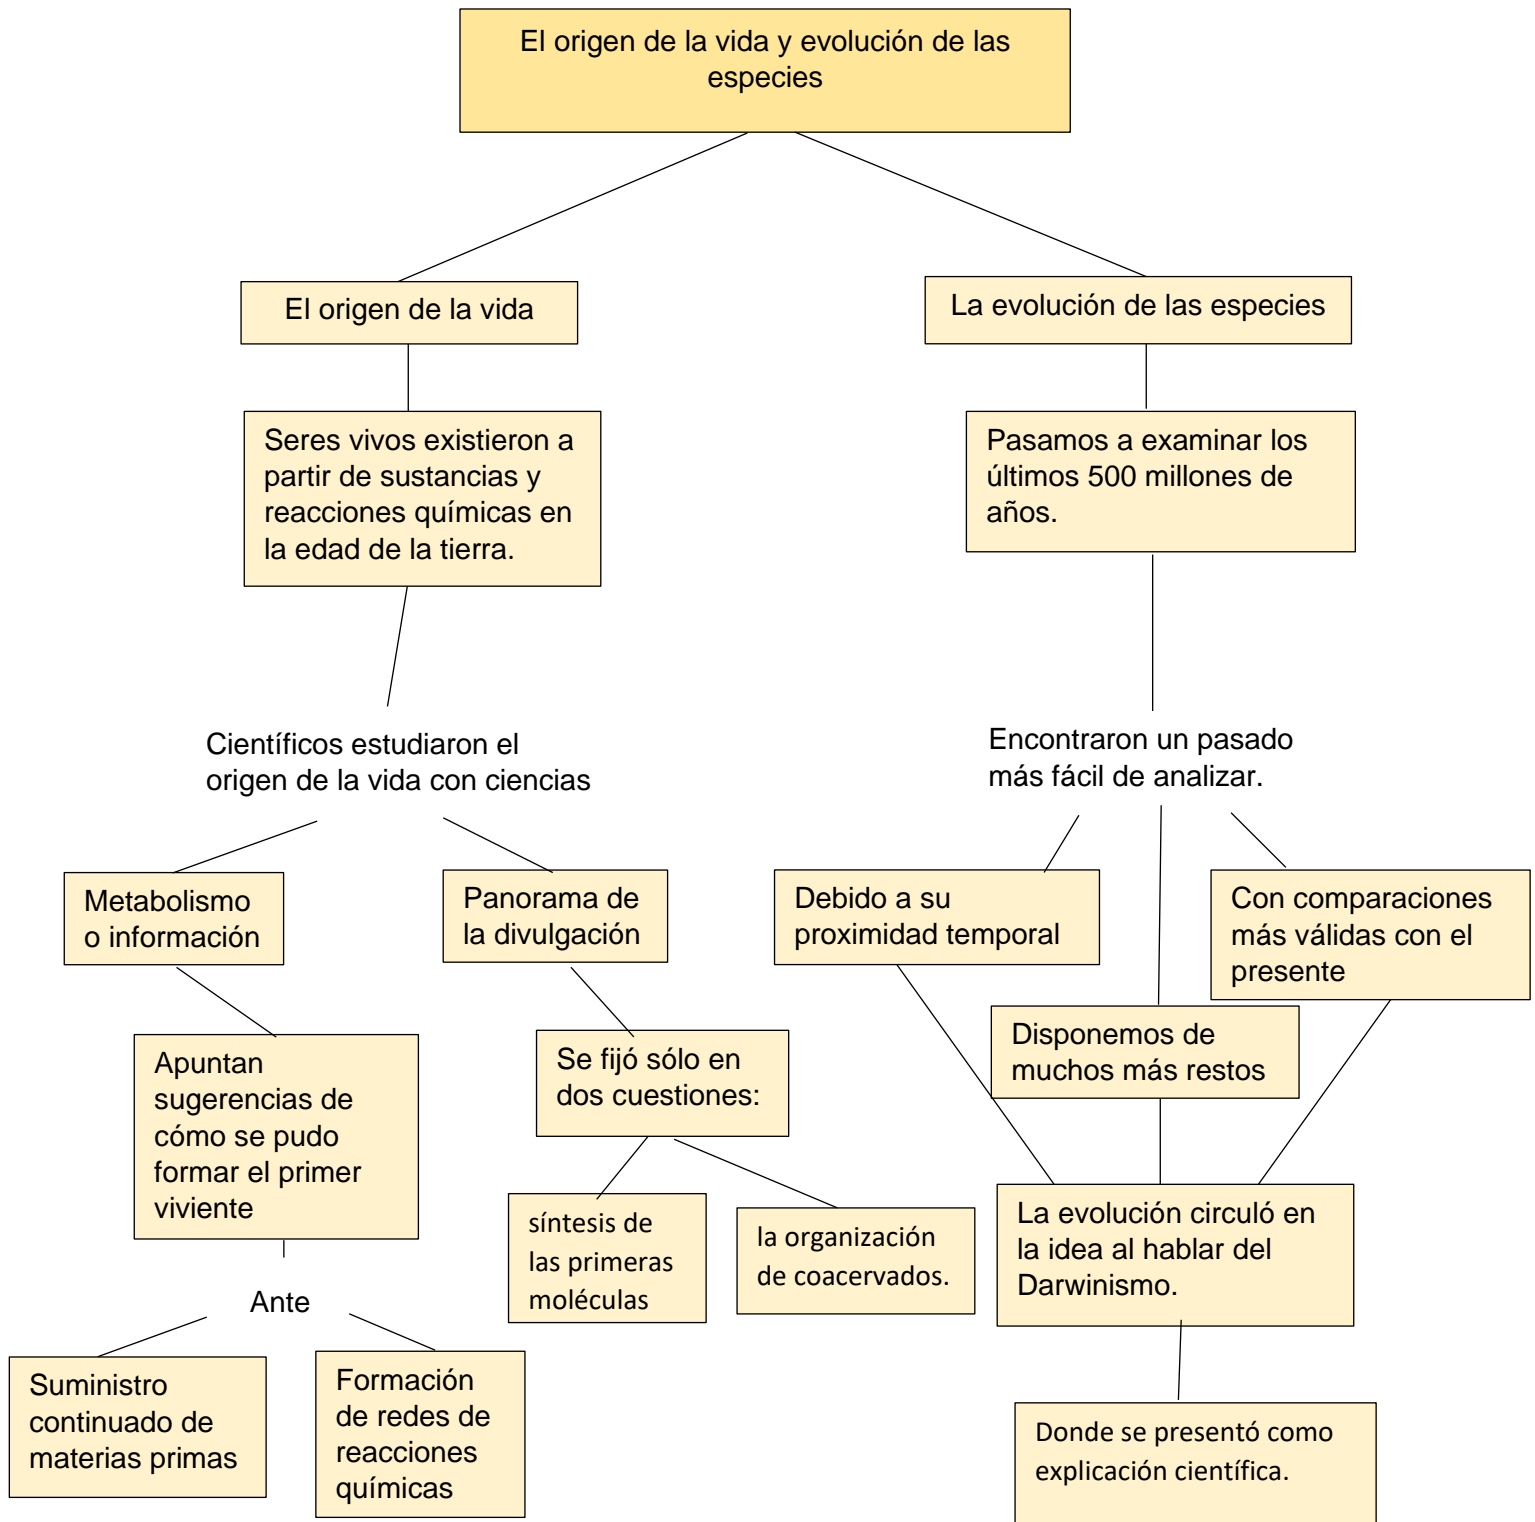 El origen de la vida y evolución de las
especies
El origen de la vida
La evolución de las especies
Seres vivos existieron a
partir de sustancias y
reacciones químicas en
la edad de la tierra.
Pasamos a examinar los
últimos 500 millones de
años.
Científicos estudiaron el
origen de la vida con ciencias
Encontraron un pasado
más fácil de analizar.
Metabolismo
o información
Panorama de
la divulgación
Debido a su
proximidad temporal
Con comparaciones
más válidas con el
presente
Apuntan
sugerencias de
cómo se pudo
formar el primer
viviente
Se fijó sólo en
dos cuestiones:
Disponemos de
muchos más restos
síntesis de
las primeras
moléculas
la organización
de coacervados.
La evolución circuló en
la idea al hablar del
Darwinismo.
Ante
Suministro
continuado de
materias primas
Formación
de redes de
reacciones
químicas
Donde se presentó como
explicación científica.